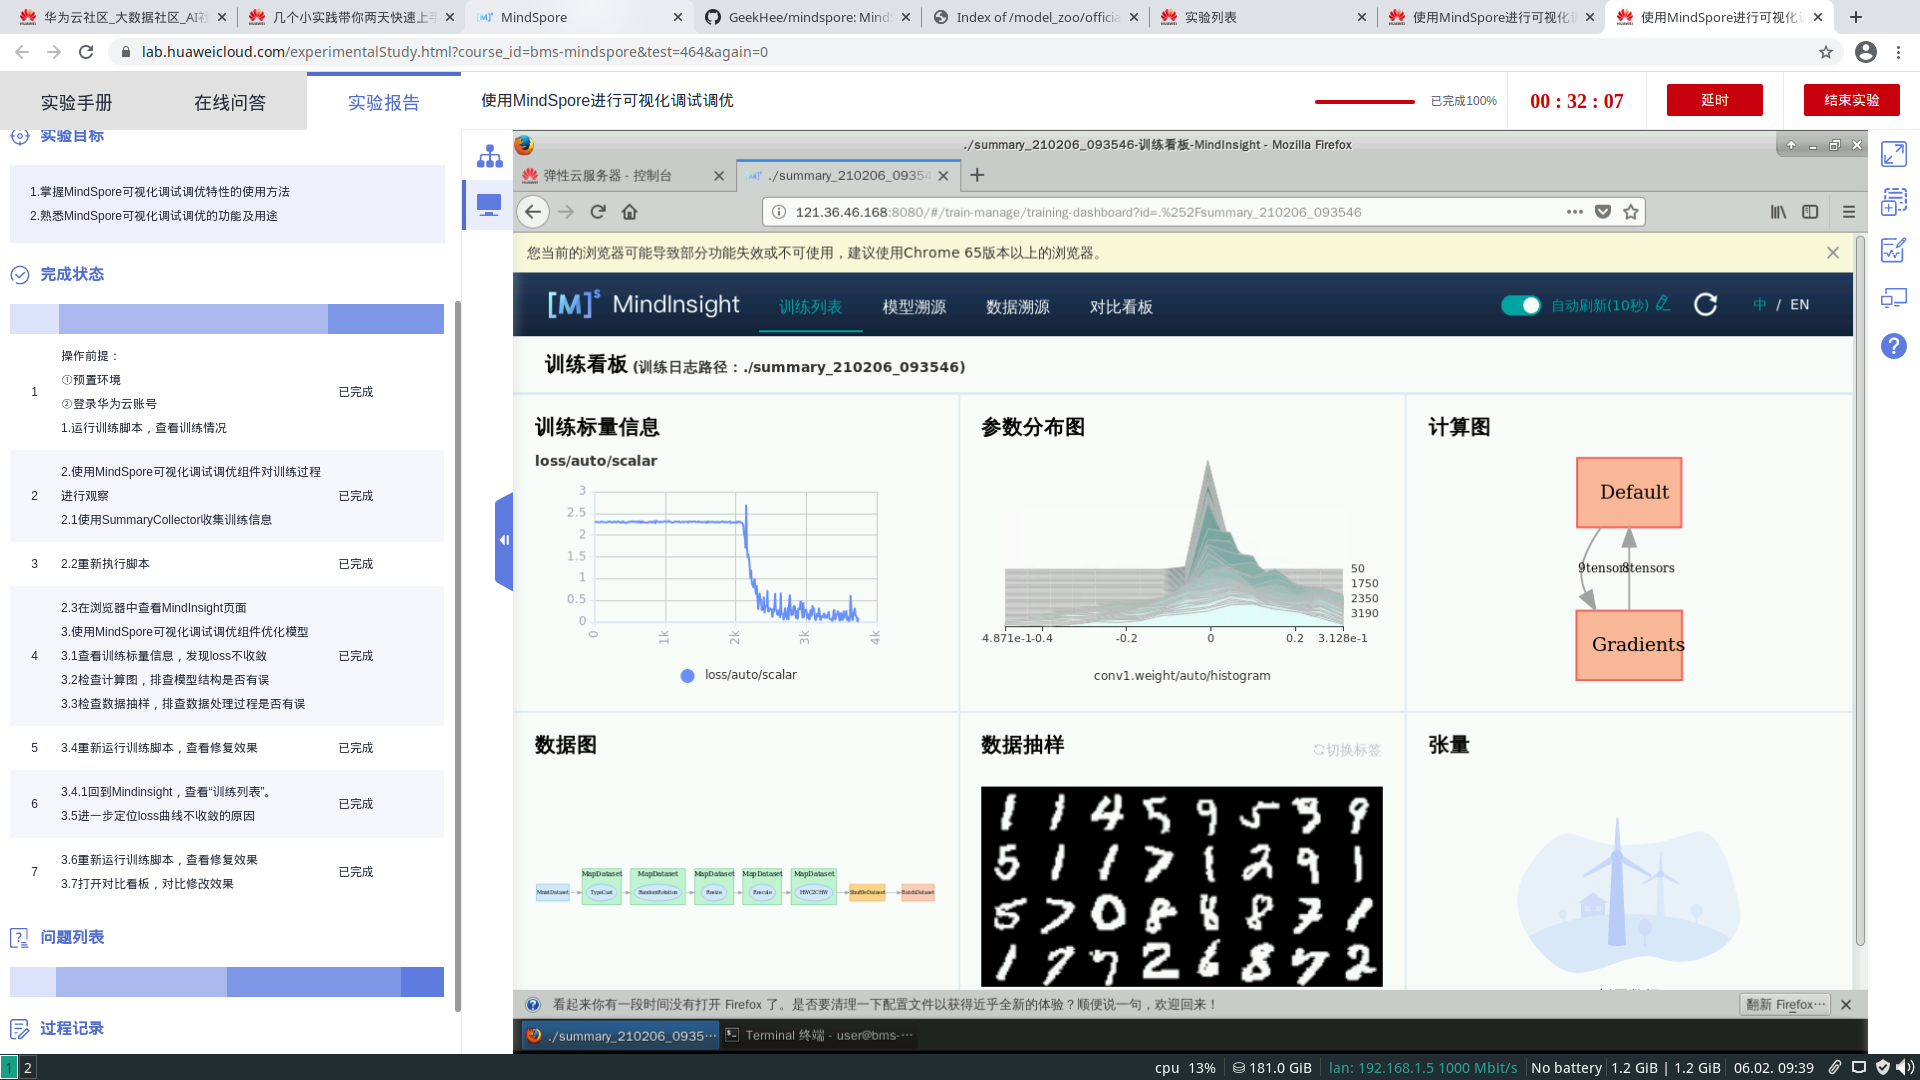 华为云社区_大数据社区_AI社
几个小实践带你两天快速上手
MindSpore
GeekHee/mindspore: Mind
Index of /model_zoo/officia
实验列表
使用MindSpore进行可视化调
使用MindSpore进行可视化调
lab.huaweicloud.com/experimentalStudy.html?course_id=bms-mindspore&test=464&again=0
实验手册
在线问答
实验报告
使用MindSpore进行可视化调试调优
已完成100%
00 : 32 : 07
延时
结束实验
实验目标
1.掌握MindSpore可视化调试调优特性的使用方法
2.熟悉MindSpore可视化调试调优的功能及用途
完成状态
1
操作前提：
①预置环境
②登录华为云账号
1.运行训练脚本，查看训练情况
已完成
2
2.使用MindSpore可视化调试调优组件对训练过程
进行观察
2.1使用SummaryCollector收集训练信息
已完成
3
2.2重新执行脚本
已完成
4
2.3在浏览器中查看MindInsight页面
3.使用MindSpore可视化调试调优组件优化模型
3.1查看训练标量信息，发现loss不收敛
3.2检查计算图，排查模型结构是否有误
3.3检查数据抽样，排查数据处理过程是否有误
已完成
5
3.4重新运行训练脚本，查看修复效果
已完成
6
3.4.1回到Mindinsight，查看“训练列表”。
3.5进一步定位loss曲线不收敛的原因
已完成
7
3.6重新运行训练脚本，查看修复效果
3.7打开对比看板，对比修改效果
已完成
问题列表
过程记录
./summary_210206_093546-训练看板-MindInsight - Mozilla Firefox
弹性云服务器 - 控制台
./summary_210206_09354
121.36.46.168:8080/#/train-manage/training-dashboard?id=.%252Fsummary_210206_093546
您当前的浏览器可能导致部分功能失效或不可使用，建议使用Chrome 65版本以上的浏览器。
[M]s MindInsight
训练列表
模型溯源
数据溯源
对比看板
自动刷新(10秒)
中 / EN
训练看板 (训练日志路径：./summary_210206_093546)
训练标量信息
loss/auto/scalar
3
2.5
2
1.5
1
0.5
0
0
1k
2k
3k
4k
loss/auto/scalar
参数分布图
50
1750
2350
3190
4.871e-1
-0.4
-0.2
0
0.2
3.128e-1
conv1.weight/auto/histogram
计算图
Default
9tensors
8tensors
Gradients
数据图
MnistDataset
MapDataset
TypeCast
MapDataset
RandomRotation
MapDataset
Resize
MapDataset
Rescale
MapDataset
HWC2CHW
ShuffleDataset
BatchDataset
数据抽样
切换标签
1 1 4 5 9 5 3 9
5 1 1 7 1 2 9 1
5 7 0 8 8 8 7 1
1 7 7 2 6 8 7 2
张量
看起来你有一段时间没有打开 Firefox 了。是否要清理一下配置文件以获得近乎全新的体验？顺便说一句，欢迎回来！
翻新 Firefox…
./summary_210206_0935…
Terminal 终端 - user@bms-…
1
2
cpu 13%
181.0 GiB
lan: 192.168.1.5 1000 Mbit/s
No battery
1.2 GiB | 1.2 GiB
06.02. 09:39